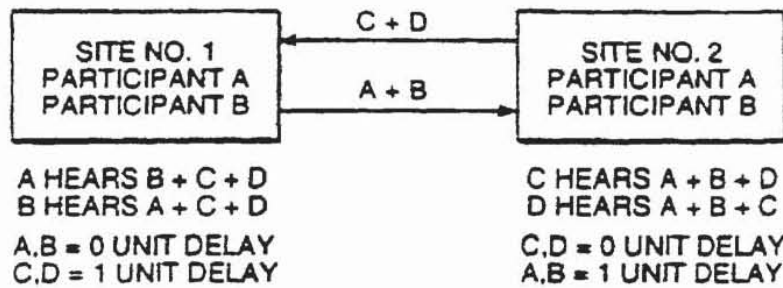 SITE NO. 1
PARTICIPANT A
PARTICIPANT B
C + D
A + B
SITE NO. 2
PARTICIPANT A
PARTICIPANT B
A HEARS B + C + D
B HEARS A + C + D
A,B = 0 UNIT DELAY
C,D = 1 UNIT DELAY
C HEARS A + B + D
D HEARS A + B + C
C,D = 0 UNIT DELAY
A,B = 1 UNIT DELAY